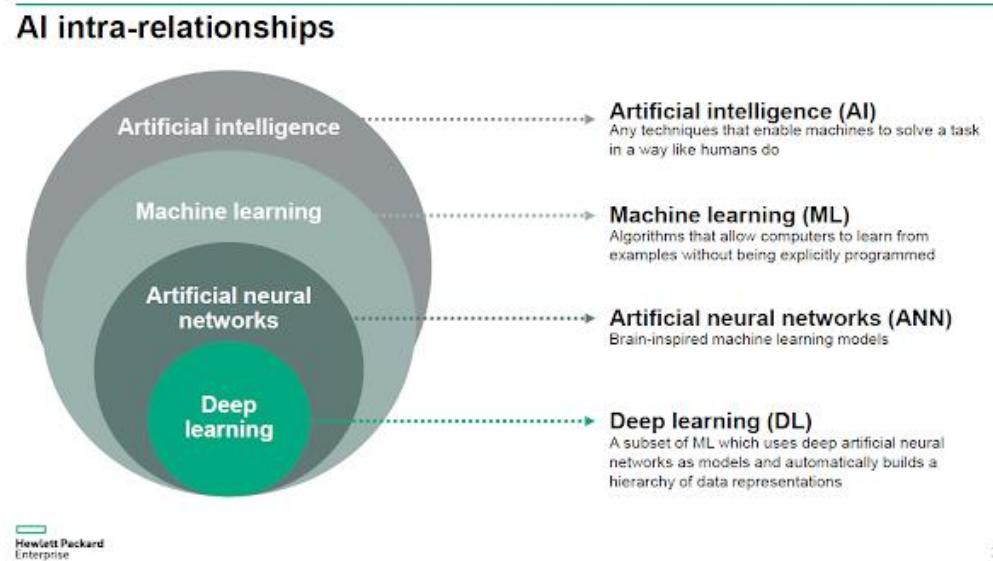 AI intra-relationships
Artificial intelligence
Machine learning
Artificial neural
networks
Deep
learning
Artificial intelligence (AI)
Any techniques that enable machines to solve a task
in a way like humans do
Machine learning (ML)
Algorithms that allow computers to learn from
examples without being explicitly programmed
Artificial neural networks (ANN)
Brain-inspired machine learning models
Deep learning (DL)
A subset of ML which uses deep artificial neural
networks as models and automatically builds a
hierarchy of data representations
Hewlett Packard
Enterprise